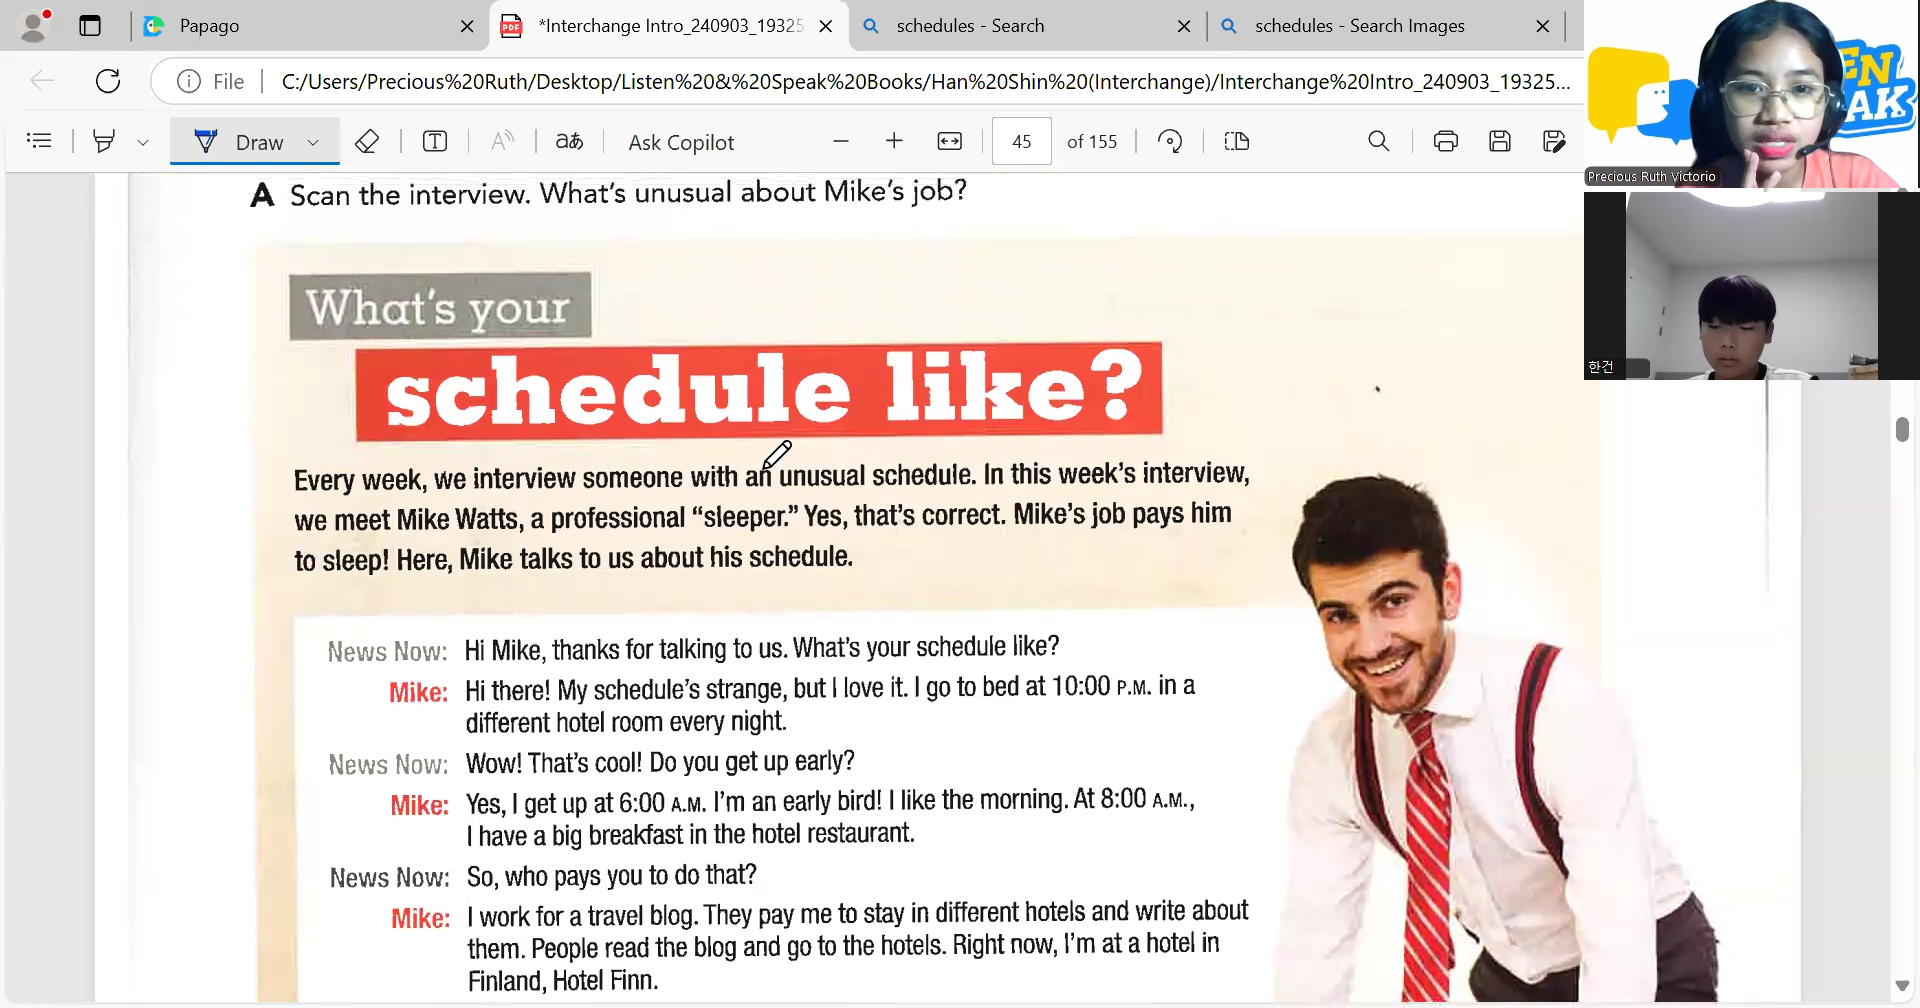 Papago
*Interchange Intro_240903_19325
schedules - Search
schedules - Search Images
File
C:/Users/Precious%20Ruth/Desktop/Listen%20&%20Speak%20Books/Han%20Shin%20(Interchange)/Interchange%20Intro_240903_19325...
Draw
Ask Copilot
45 of 155
EN
AK
Precious Ruth Victorio
한건
A Scan the interview. What's unusual about Mike's job?
What's your
schedule like?
Every week, we interview someone with an unusual schedule. In this week's interview,
we meet Mike Watts, a professional “sleeper.” Yes, that's correct. Mike's job pays him
to sleep! Here, Mike talks to us about his schedule.
News Now: Hi Mike, thanks for talking to us. What's your schedule like?
Mike: Hi there! My schedule's strange, but I love it. I go to bed at 10:00 P.M. in a
different hotel room every night.
News Now: Wow! That's cool! Do you get up early?
Mike: Yes, I get up at 6:00 A.M. I'm an early bird! I like the morning. At 8:00 A.M.,
I have a big breakfast in the hotel restaurant.
News Now: So, who pays you to do that?
Mike: I work for a travel blog. They pay me to stay in different hotels and write about
them. People read the blog and go to the hotels. Right now, I'm at a hotel in
Finland, Hotel Finn.